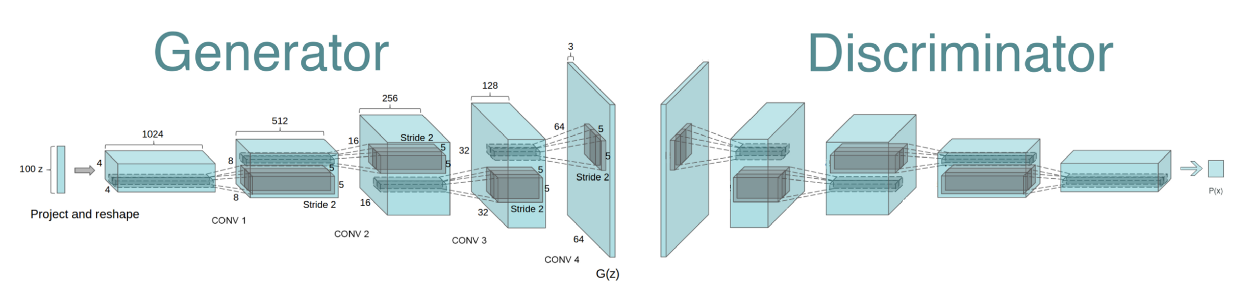 Generator
Discriminator
100 z
Project and reshape
1024
4
4
512
8
8
5
5
Stride 2
CONV 1
256
16
16
Stride 2
5
5
CONV 2
128
32
32
5
5
Stride 2
CONV 3
3
64
64
5
5
Stride 2
CONV 4
G(z)
P(x)